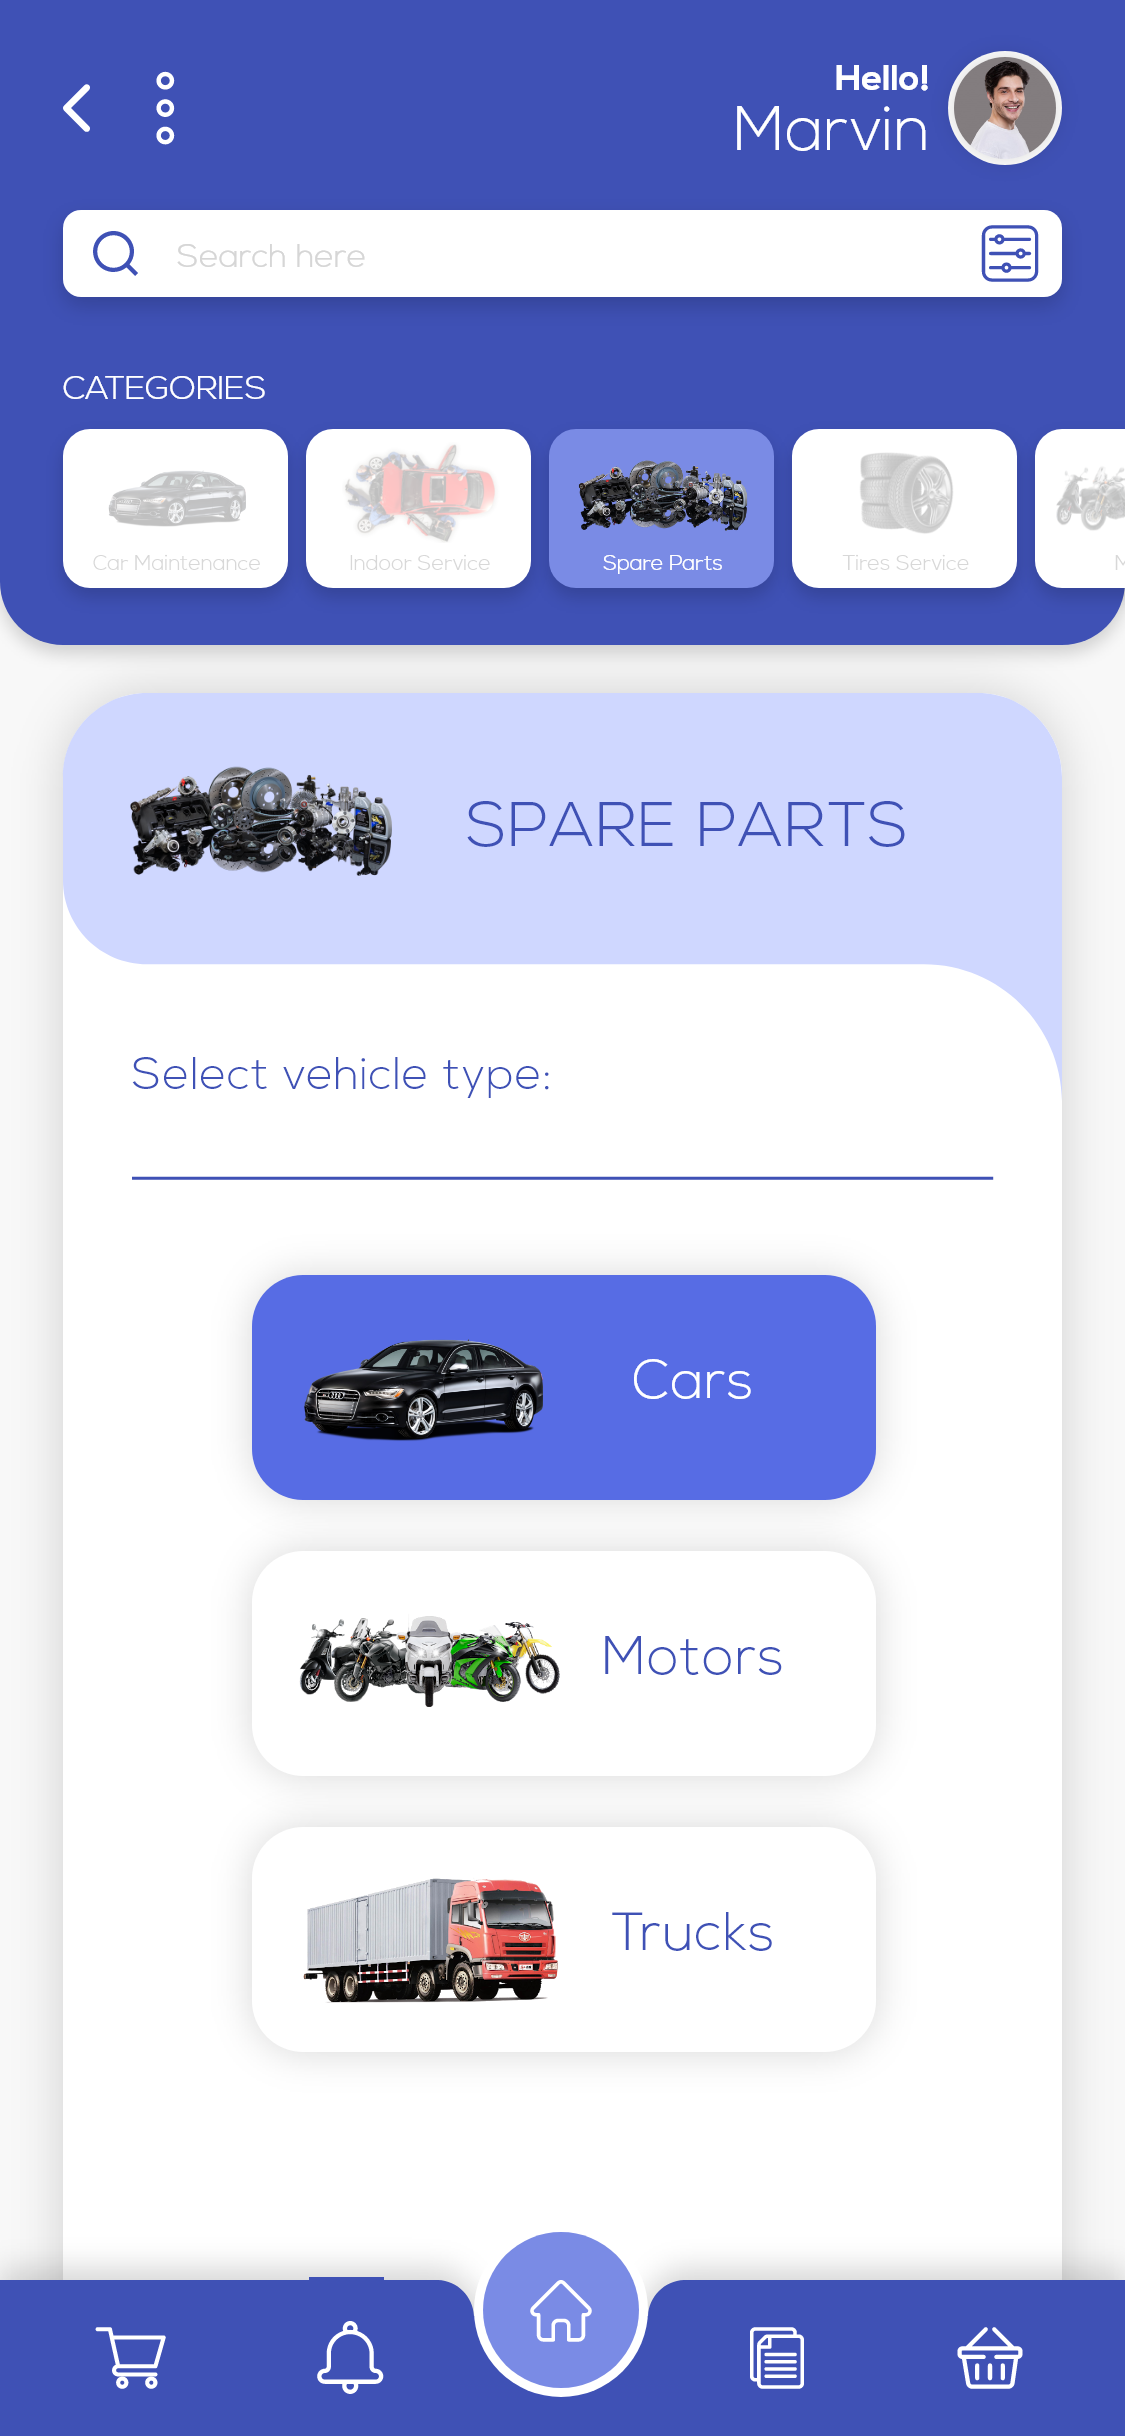 Hello!
Marvin
Search here
CATEGORIES
Car Maintenance
Indoor Service
Spare Parts
Tires Service
SPARE PARTS
Select vehicle type:
Cars
Motors
Trucks